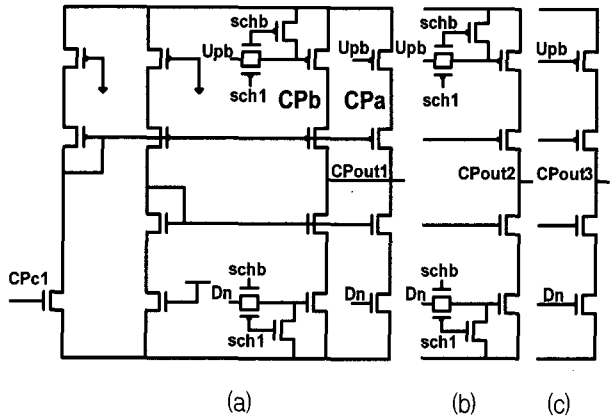 schb
schb
Upb
Upb
Upb
Upb
sch1
sch1
CPb
CPa
CPout1
CPout2
CPout3
CPc1
schb
schb
Dn
Dn
Dn
Dn
sch1
sch1
(a)
(b)
(c)